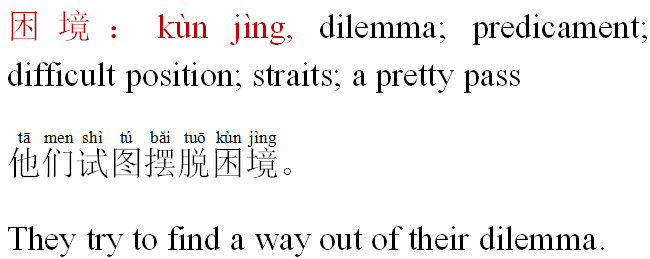 困境：kùn jìng, dilemma; predicament;
difficult position; straits; a pretty pass
tā men shì tú bǎi tuō kùn jìng
他们试图摆脱困境。
They try to find a way out of their dilemma.